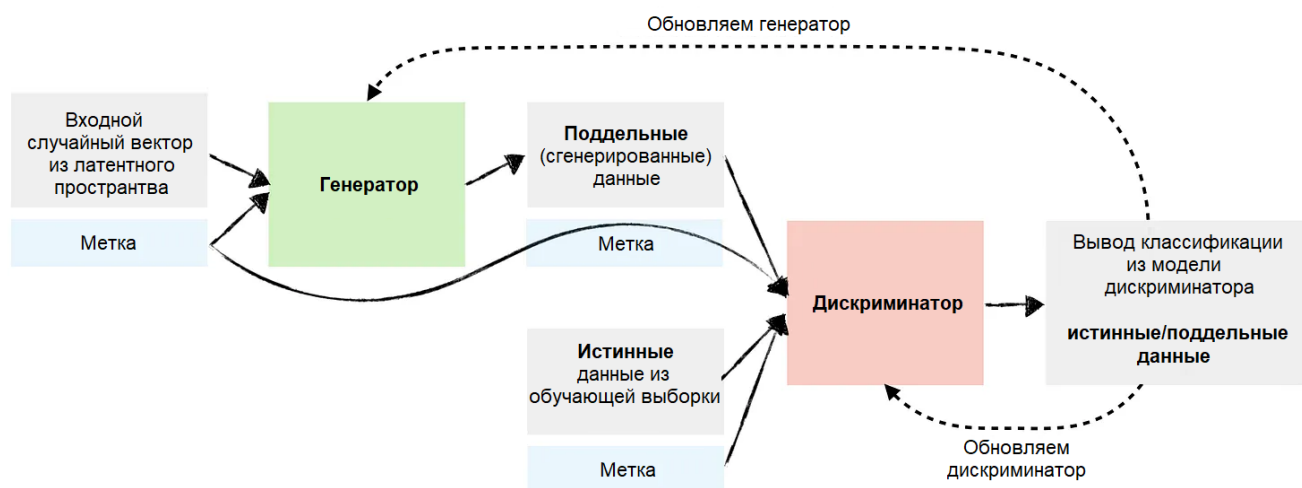 Обновляем генератор
Входной
случайный вектор
из латентного
пространтва
Метка
Генератор
Поддельные
(сгенерированные)
данные
Метка
Истинные
данные из
обучающей выборки
Метка
Дискриминатор
Вывод классификации
из модели
дискриминатора
истинные/поддельные
данные
Обновляем
дискриминатор